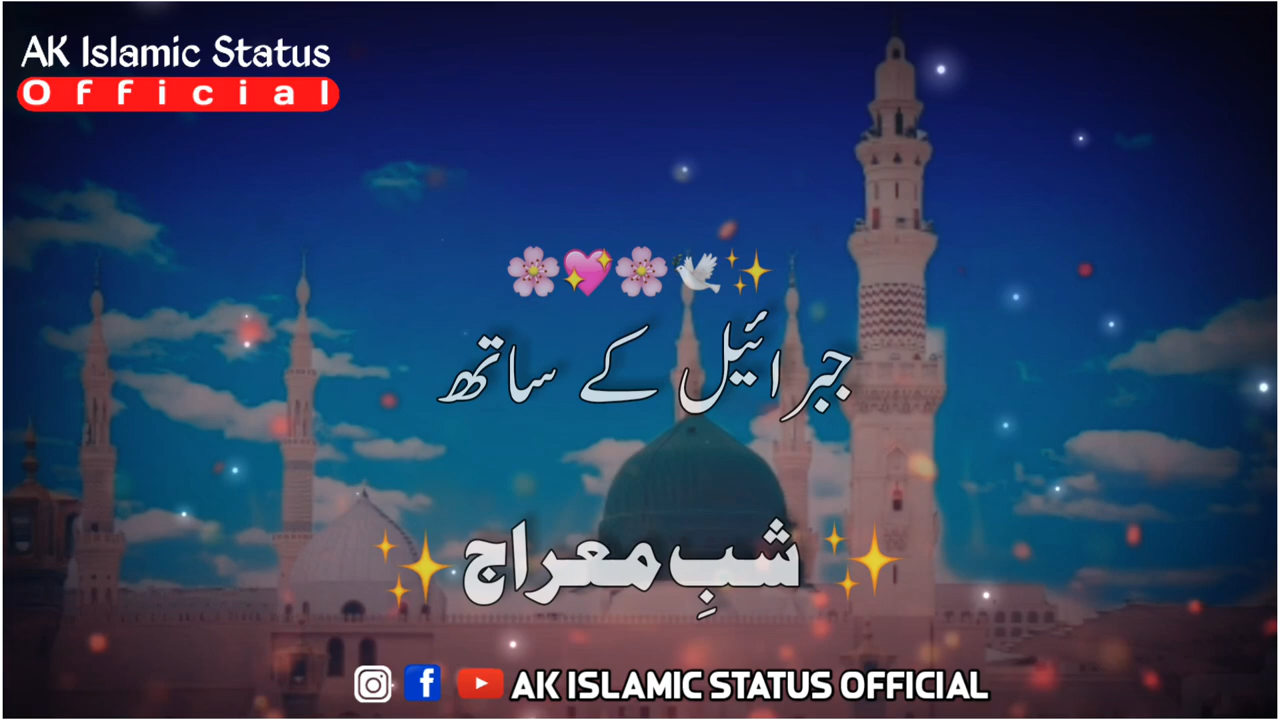 AK Islamic Status
Official
🌸💖🌸🕊️✨
جبرائیل کے ساتھ
✨ شبِ معراج ✨
AK ISLAMIC STATUS OFFICIAL